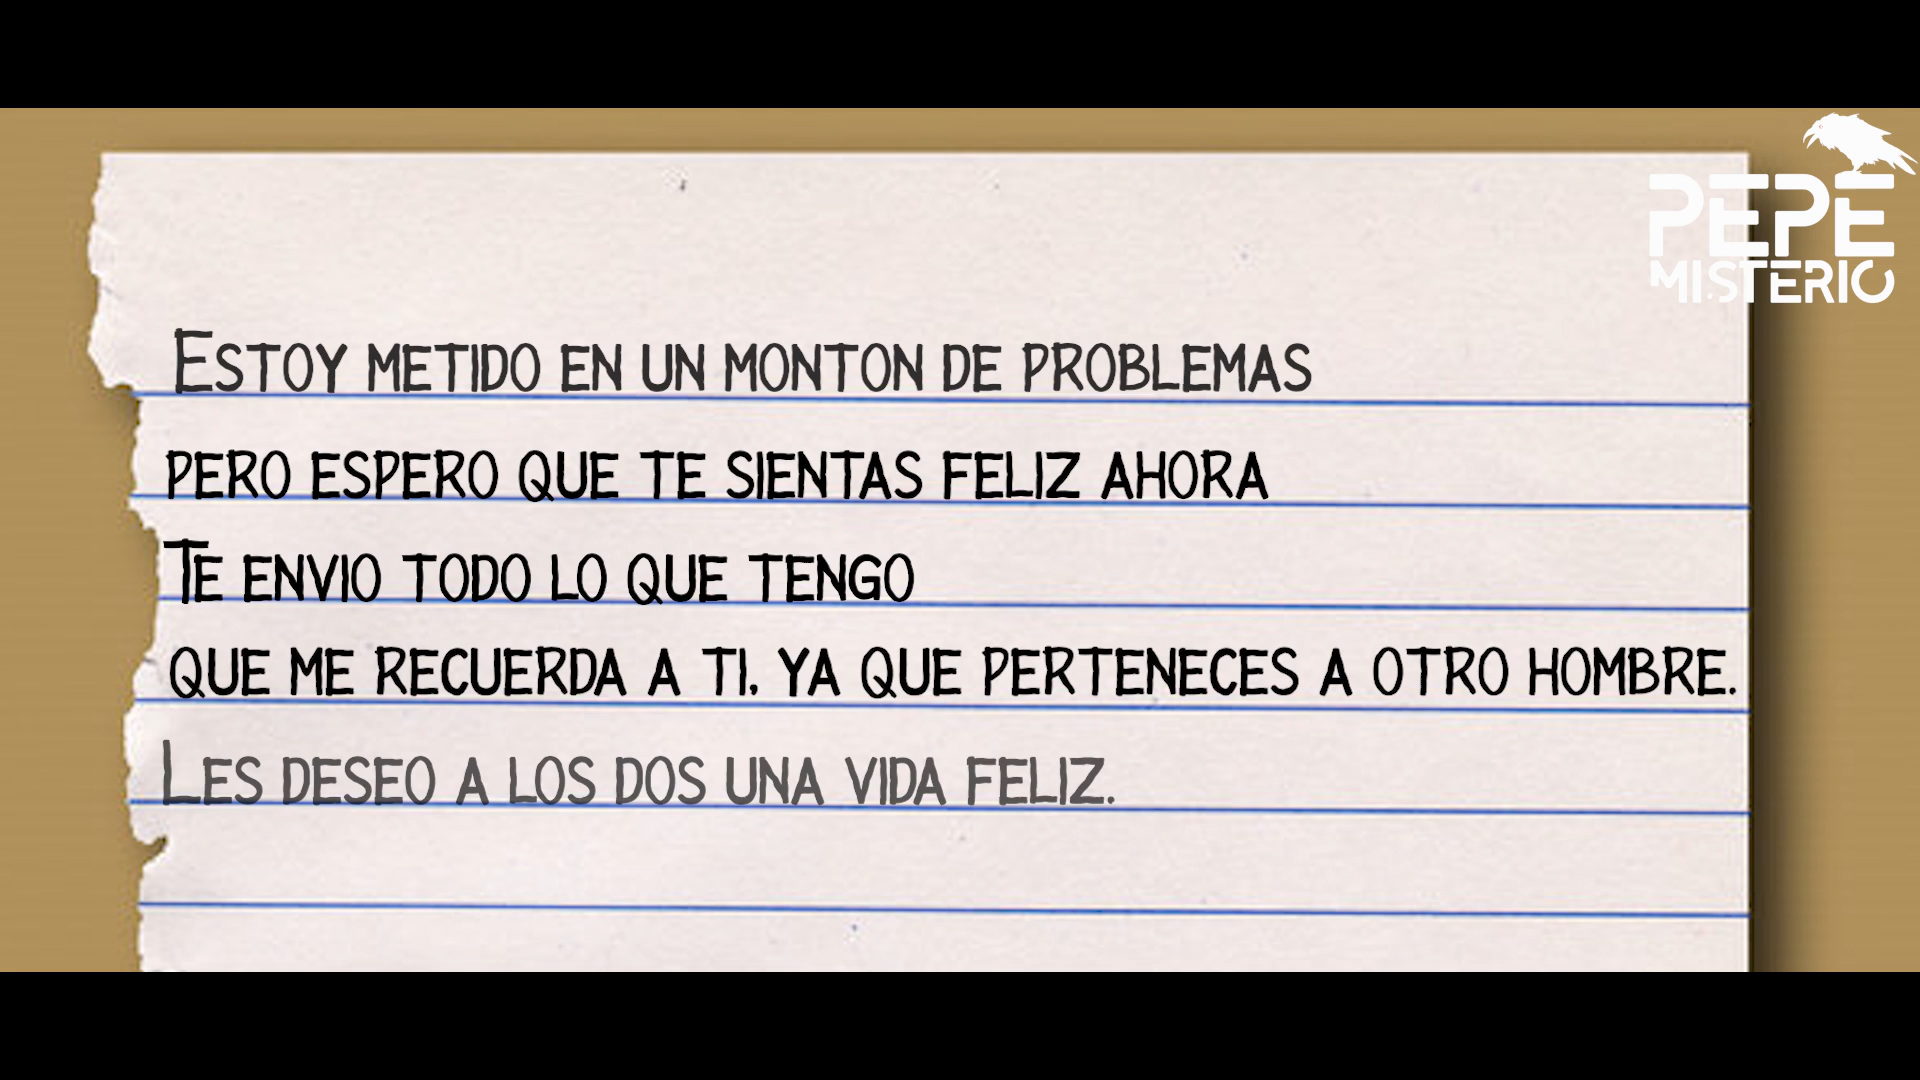 PEPE
MISTERIO
ESTOY METIDO EN UN MONTON DE PROBLEMAS
PERO ESPERO QUE TE SIENTAS FELIZ AHORA
TE ENVIO TODO LO QUE TENGO
QUE ME RECUERDA A TI, YA QUE PERTENECES A OTRO HOMBRE.
LES DESEO A LOS DOS UNA VIDA FELIZ.